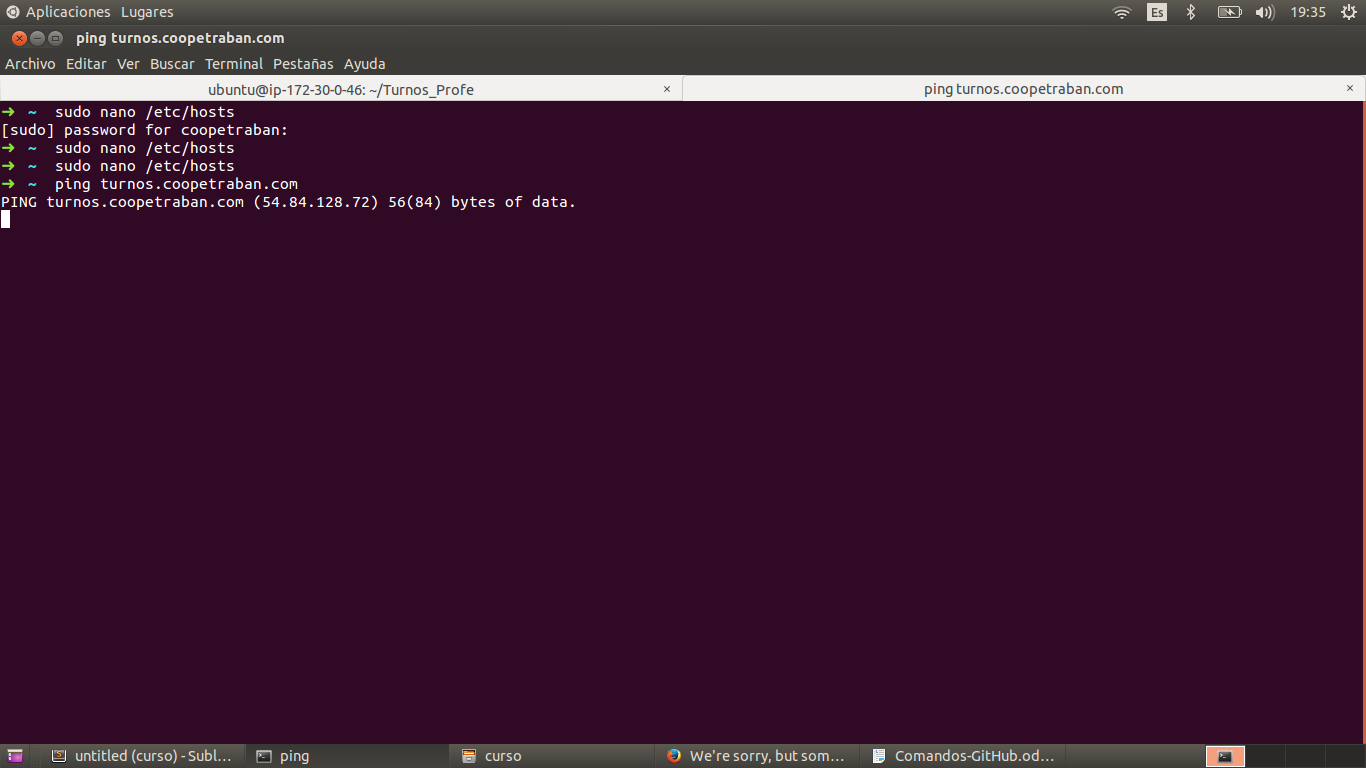 Aplicaciones Lugares
Es
19:35
ping turnos.coopetraban.com
Archivo Editar Ver Buscar Terminal Pestañas Ayuda
ubuntu@ip-172-30-0-46: ~/Turnos_Profe × ping turnos.coopetraban.com ×
➜ ~ sudo nano /etc/hosts
[sudo] password for coopetraban:
➜ ~ sudo nano /etc/hosts
➜ ~ sudo nano /etc/hosts
➜ ~ ping turnos.coopetraban.com
PING turnos.coopetraban.com (54.84.128.72) 56(84) bytes of data.
untitled (curso) - Subl... ping curso We're sorry, but som... Comandos-GitHub.od...